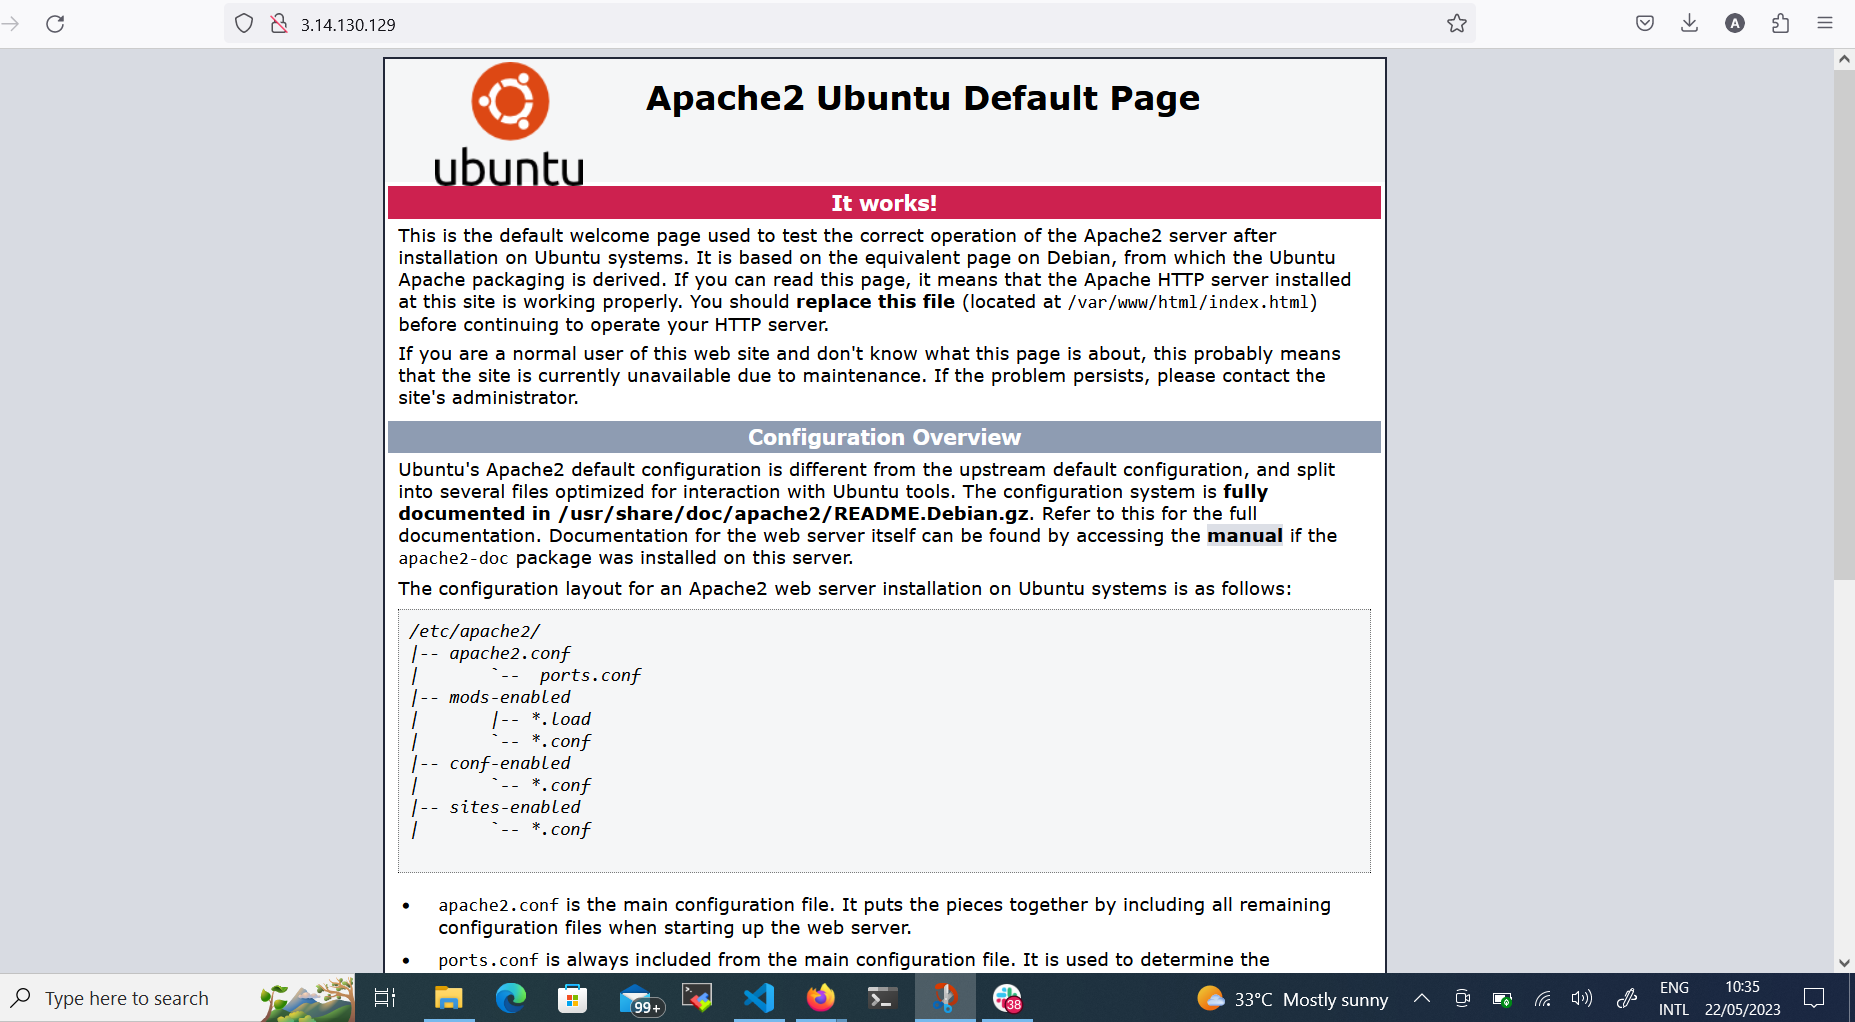 3.14.130.129
A
ubuntu
Apache2 Ubuntu Default Page
It works!
This is the default welcome page used to test the correct operation of the Apache2 server after
installation on Ubuntu systems. It is based on the equivalent page on Debian, from which the Ubuntu
Apache packaging is derived. If you can read this page, it means that the Apache HTTP server installed
at this site is working properly. You should replace this file (located at /var/www/html/index.html)
before continuing to operate your HTTP server.
If you are a normal user of this web site and don't know what this page is about, this probably means
that the site is currently unavailable due to maintenance. If the problem persists, please contact the
site's administrator.
Configuration Overview
Ubuntu's Apache2 default configuration is different from the upstream default configuration, and split
into several files optimized for interaction with Ubuntu tools. The configuration system is fully
documented in /usr/share/doc/apache2/README.Debian.gz. Refer to this for the full
documentation. Documentation for the web server itself can be found by accessing the manual if the
apache2-doc package was installed on this server.
The configuration layout for an Apache2 web server installation on Ubuntu systems is as follows:
/etc/apache2/
|-- apache2.conf
|       `--  ports.conf
|-- mods-enabled
|       |-- *.load
|       `-- *.conf
|-- conf-enabled
|       `-- *.conf
|-- sites-enabled
|       `-- *.conf
• apache2.conf is the main configuration file. It puts the pieces together by including all remaining
configuration files when starting up the web server.
• ports.conf is always included from the main configuration file. It is used to determine the
Type here to search
99+
38
33°C Mostly sunny
ENG
INTL
10:35
22/05/2023